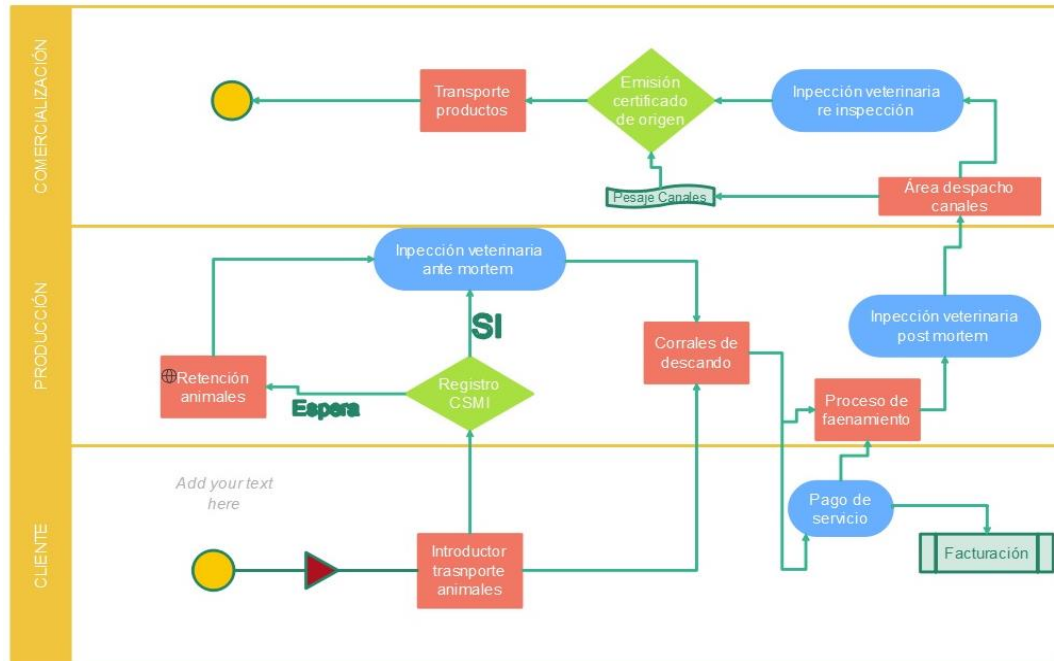 COMERCIALIZACIÓN
Transporte
productos
Emisión
certificado
de origen
Inpección veterinaria
re inspección
Pesaje Canales
Área despacho
canales
PRODUCCIÓN
Inpección veterinaria
ante mortem
SI
Retención
animales
Espera
Registro
CSMI
Corrales de
descando
Inpección veterinaria
post mortem
Proceso de
faenamiento
CLIENTE
Add your text
here
Introductor
trasnporte
animales
Pago de
servicio
Facturación